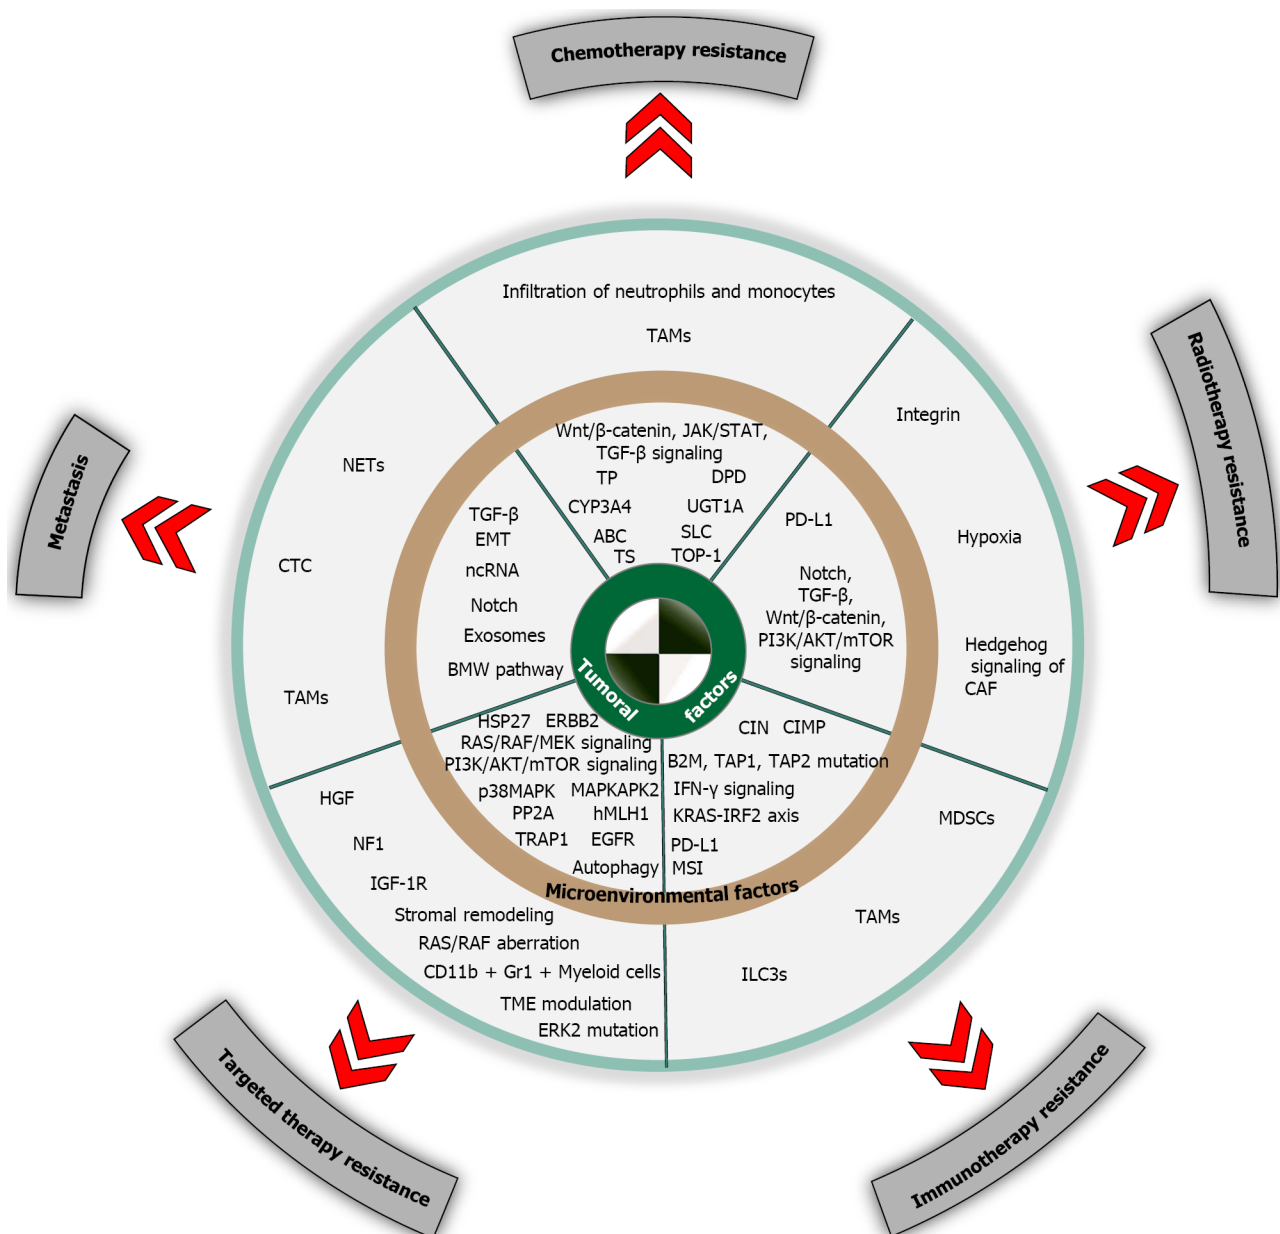 Chemotherapy resistance
Radiotherapy resistance
Immunotherapy resistance
Targeted therapy resistance
Metastasis
Infiltration of neutrophils and monocytes
TAMs
Wnt/β-catenin, JAK/STAT,
TGF-β signaling
TP
DPD
CYP3A4
UGT1A
ABC
SLC
TS
TOP-1
Integrin
Hypoxia
Hedgehog
signaling of
CAF
PD-L1
Notch,
TGF-β,
Wnt/β-catenin,
PI3K/AKT/mTOR
signaling
NETs
CTC
TAMs
TGF-β
EMT
ncRNA
Notch
Exosomes
BMW pathway
Tumoral factors
HSP27 ERBB2
RAS/RAF/MEK signaling
PI3K/AKT/mTOR signaling
p38MAPK MAPKAPK2
PP2A hMLH1
TRAP1 EGFR
Autophagy
CIN CIMP
B2M, TAP1, TAP2 mutation
IFN-γ signaling
KRAS-IRF2 axis
PD-L1
MSI
Microenvironmental factors
HGF
NF1
IGF-1R
Stromal remodeling
RAS/RAF aberration
CD11b + Gr1 + Myeloid cells
TME modulation
ERK2 mutation
MDSCs
TAMs
ILC3s